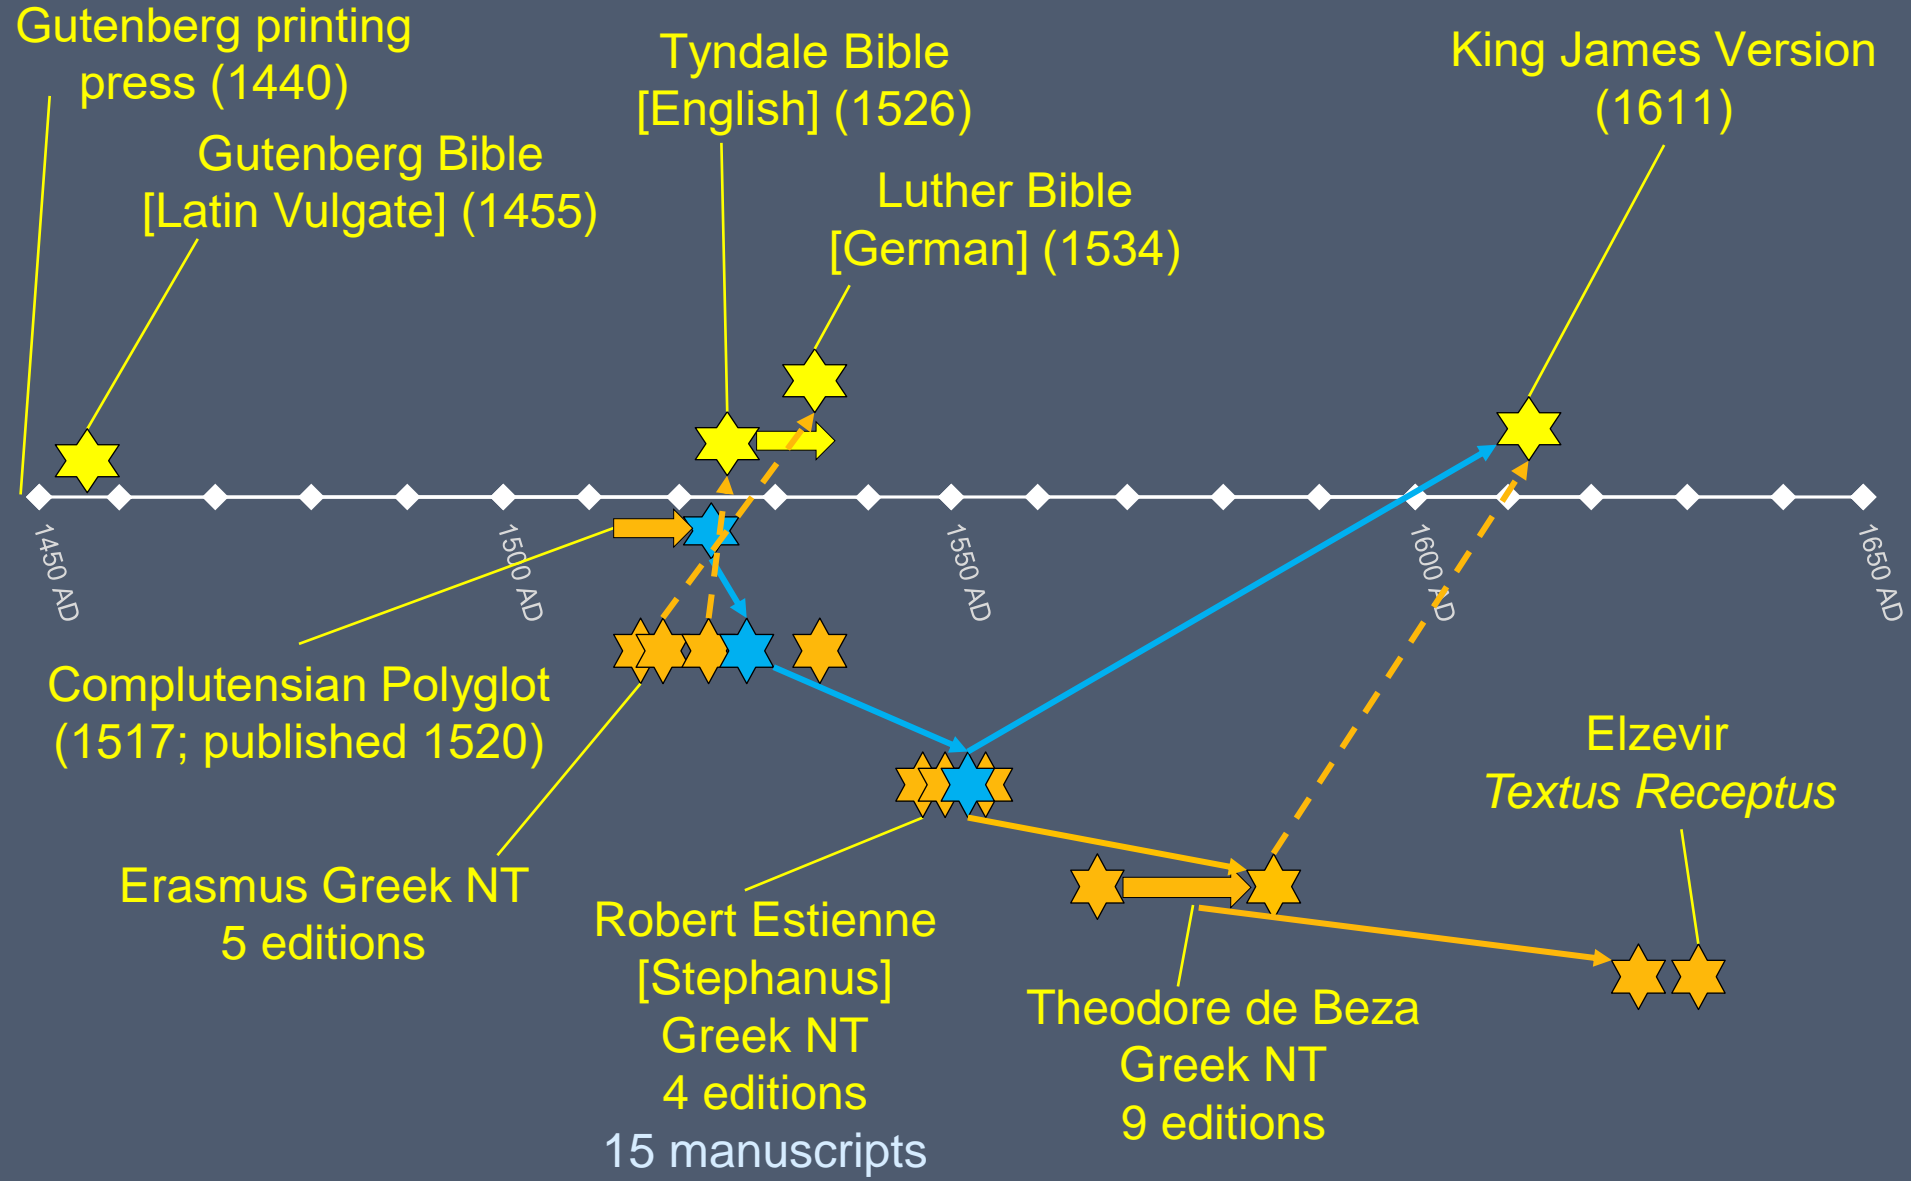 Gutenberg printing
press (1440)
Gutenberg Bible
[Latin Vulgate] (1455)
Tyndale Bible
[English] (1526)
Luther Bible
[German] (1534)
King James Version
(1611)
1450 AD
1500 AD
1550 AD
1600 AD
1650 AD
Complutensian Polyglot
(1517; published 1520)
Erasmus Greek NT
5 editions
Robert Estienne
[Stephanus]
Greek NT
4 editions
15 manuscripts
Theodore de Beza
Greek NT
9 editions
Elzevir
Textus Receptus